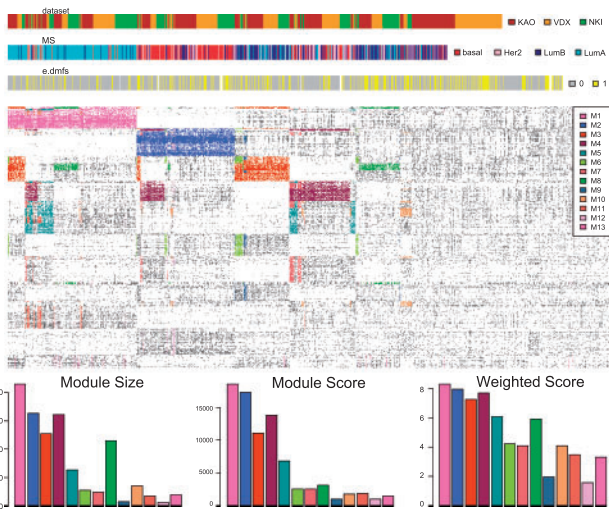 dataset
KAO VDX NKI
MS
basal Her2 LumB LumA
e.dmfs
0 1
M1
M2
M3
M4
M5
M6
M7
M8
M9
M10
M11
M12
M13
Module Size Module Score Weighted Score
15000
10000
5000
0
8
6
4
2
0